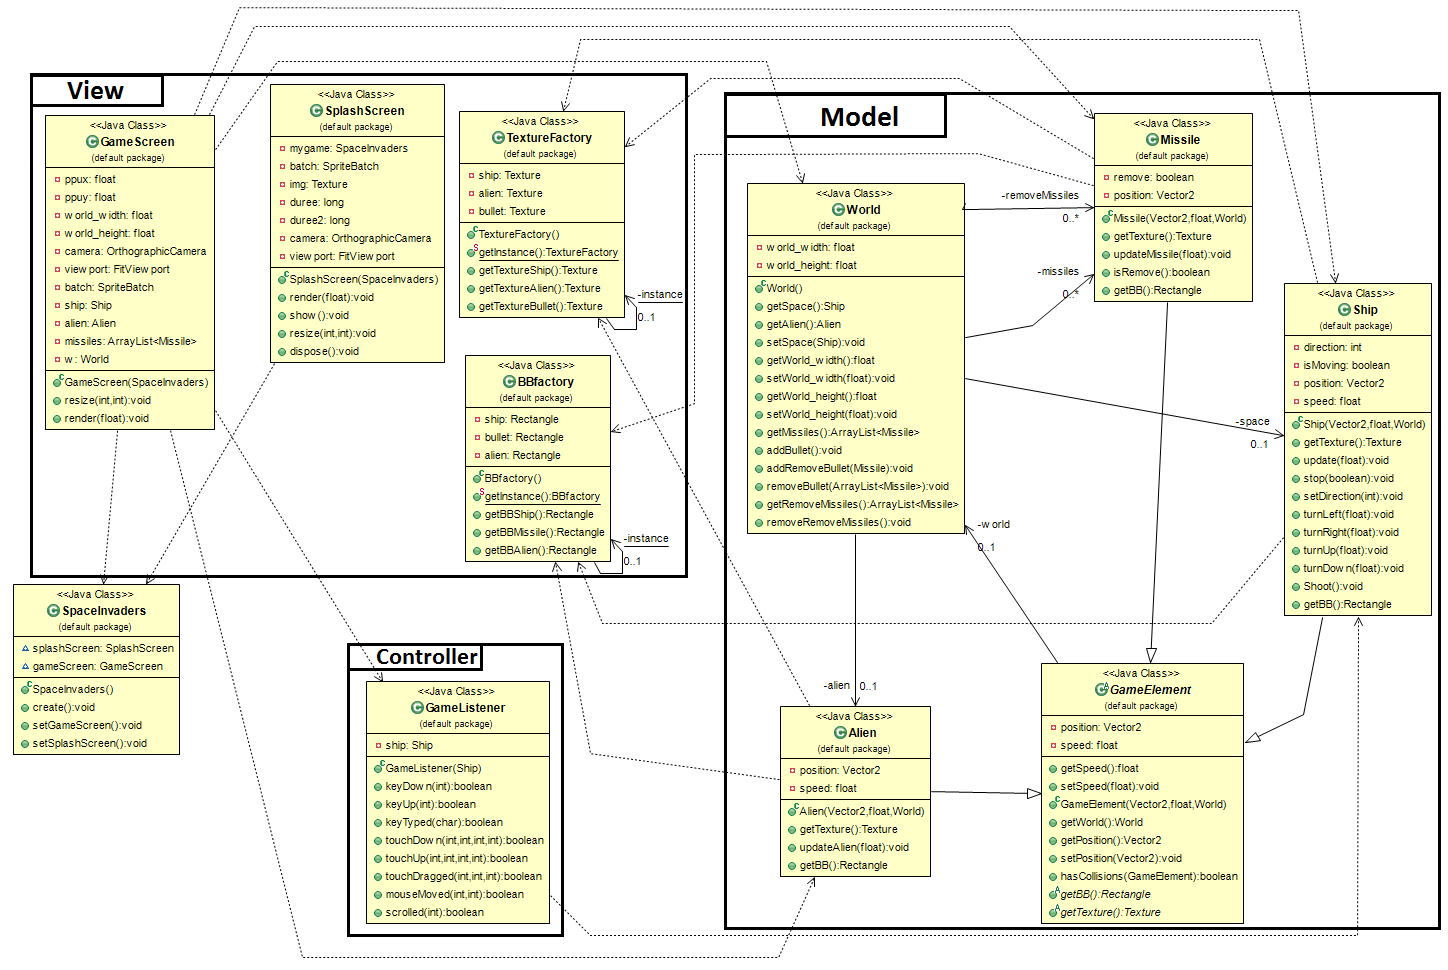 View
<<Java Class>>
GameScreen
(default package)
ppux: float
ppuy: float
world_width: float
world_height: float
camera: OrthographicCamera
viewport: FitViewport
batch: SpriteBatch
ship: Ship
alien: Alien
missiles: ArrayList<Missile>
w: World
GameScreen(SpaceInvaders)
resize(int,int):void
render(float):void
<<Java Class>>
SplashScreen
(default package)
mygame: SpaceInvaders
batch: SpriteBatch
img: Texture
duree: long
duree2: long
camera: OrthographicCamera
viewport: FitViewport
SplashScreen(SpaceInvaders)
render(float):void
show():void
resize(int,int):void
dispose():void
<<Java Class>>
TextureFactory
(default package)
ship: Texture
alien: Texture
bullet: Texture
TextureFactory()
getInstance():TextureFactory
getTextureShip():Texture
getTextureAlien():Texture
getTextureBullet():Texture
-instance
0..1
<<Java Class>>
BBfactory
(default package)
ship: Rectangle
bullet: Rectangle
alien: Rectangle
BBfactory()
getInstance():BBfactory
getBBShip():Rectangle
getBBMissile():Rectangle
getBBAlien():Rectangle
-instance
0..1
<<Java Class>>
SpaceInvaders
(default package)
splashScreen: SplashScreen
gameScreen: GameScreen
SpaceInvaders()
create():void
setGameScreen():void
setSplashScreen():void
Controller
<<Java Class>>
GameListener
(default package)
ship: Ship
GameListener(Ship)
keyDown(int):boolean
keyUp(int):boolean
keyTyped(char):boolean
touchDown(int,int,int,int):boolean
touchUp(int,int,int,int):boolean
touchDragged(int,int,int):boolean
mouseMoved(int,int):boolean
scrolled(int):boolean
Model
<<Java Class>>
World
(default package)
world_width: float
world_height: float
World()
getSpace():Ship
getAlien():Alien
setSpace(Ship):void
getWorld_width():float
setWorld_width(float):void
getWorld_height():float
setWorld_height(float):void
getMissiles():ArrayList<Missile>
addBullet():void
addRemoveBullet(Missile):void
removeBullet(ArrayList<Missile>):void
getRemoveMissiles():ArrayList<Missile>
removeRemoveMissiles():void
-removeMissiles
0..*
-missiles
0..*
-space
0..1
-world
0..1
-alien
0..1
<<Java Class>>
Missile
(default package)
remove: boolean
position: Vector2
Missile(Vector2,float,World)
getTexture():Texture
updateMissile(float):void
isRemove():boolean
getBB():Rectangle
<<Java Class>>
Ship
(default package)
direction: int
isMoving: boolean
position: Vector2
speed: float
Ship(Vector2,float,World)
getTexture():Texture
update(float):void
stop(boolean):void
setDirection(int):void
turnLeft(float):void
turnRight(float):void
turnUp(float):void
turnDown(float):void
Shoot():void
getBB():Rectangle
<<Java Class>>
Alien
(default package)
position: Vector2
speed: float
Alien(Vector2,float,World)
getTexture():Texture
updateAlien(float):void
getBB():Rectangle
<<Java Class>>
GameElement
(default package)
position: Vector2
speed: float
getSpeed():float
setSpeed(float):void
GameElement(Vector2,float,World)
getWorld():World
getPosition():Vector2
setPosition(Vector2):void
hasCollisions(GameElement):boolean
getBB():Rectangle
getTexture():Texture